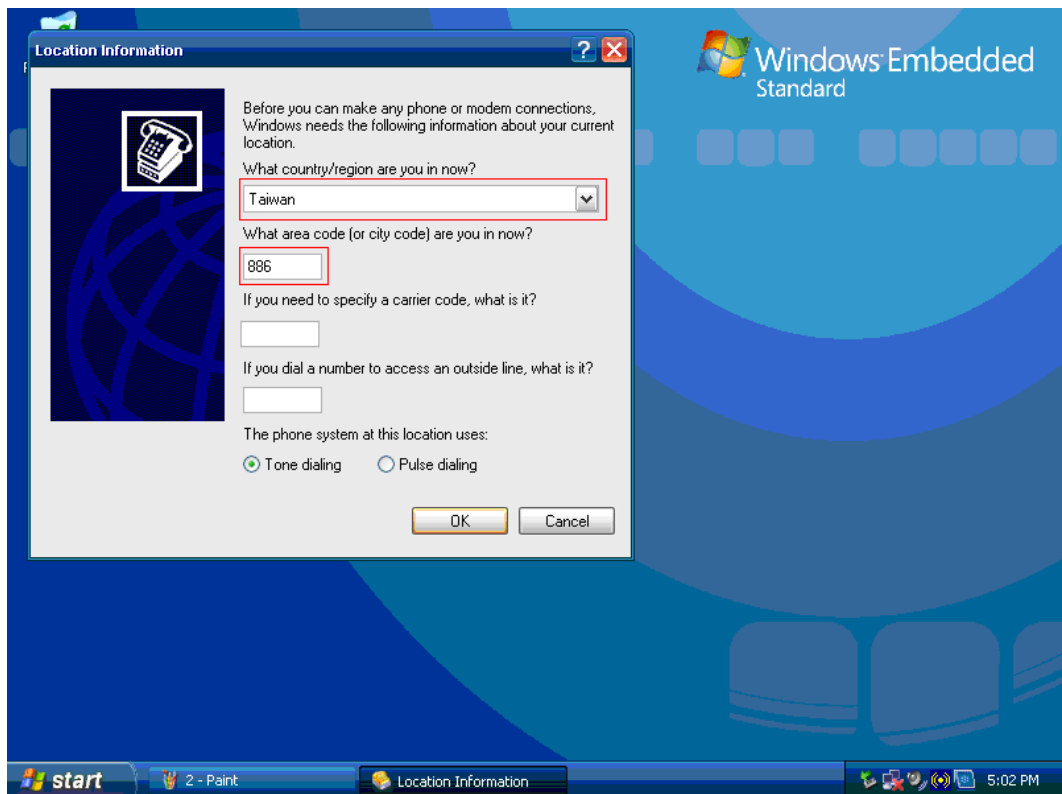 Location Information
Windows Embedded
Standard
Before you can make any phone or modem connections,
Windows needs the following information about your current
location.
What country/region are you in now?
Taiwan
What area code (or city code) are you in now?
886
If you need to specify a carrier code, what is it?
If you dial a number to access an outside line, what is it?
The phone system at this location uses:
Tone dialing
Pulse dialing
OK
Cancel
start
2 - Paint
Location Information
5:02 PM